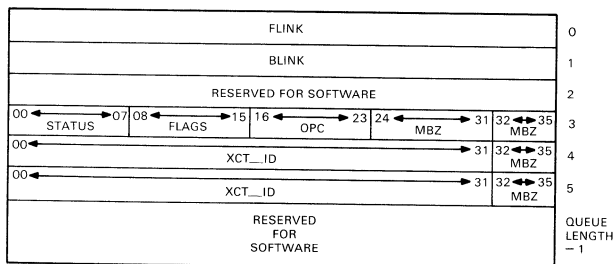 FLINK 0
BLINK 1
RESERVED FOR SOFTWARE 2
00 07 08 15 16 23 24 31 32 35 3
STATUS FLAGS OPC MBZ MBZ
00 31 32 35 4
XCT__ID MBZ
00 31 32 35 5
XCT__ID MBZ
RESERVED QUEUE
FOR LENGTH
SOFTWARE – 1